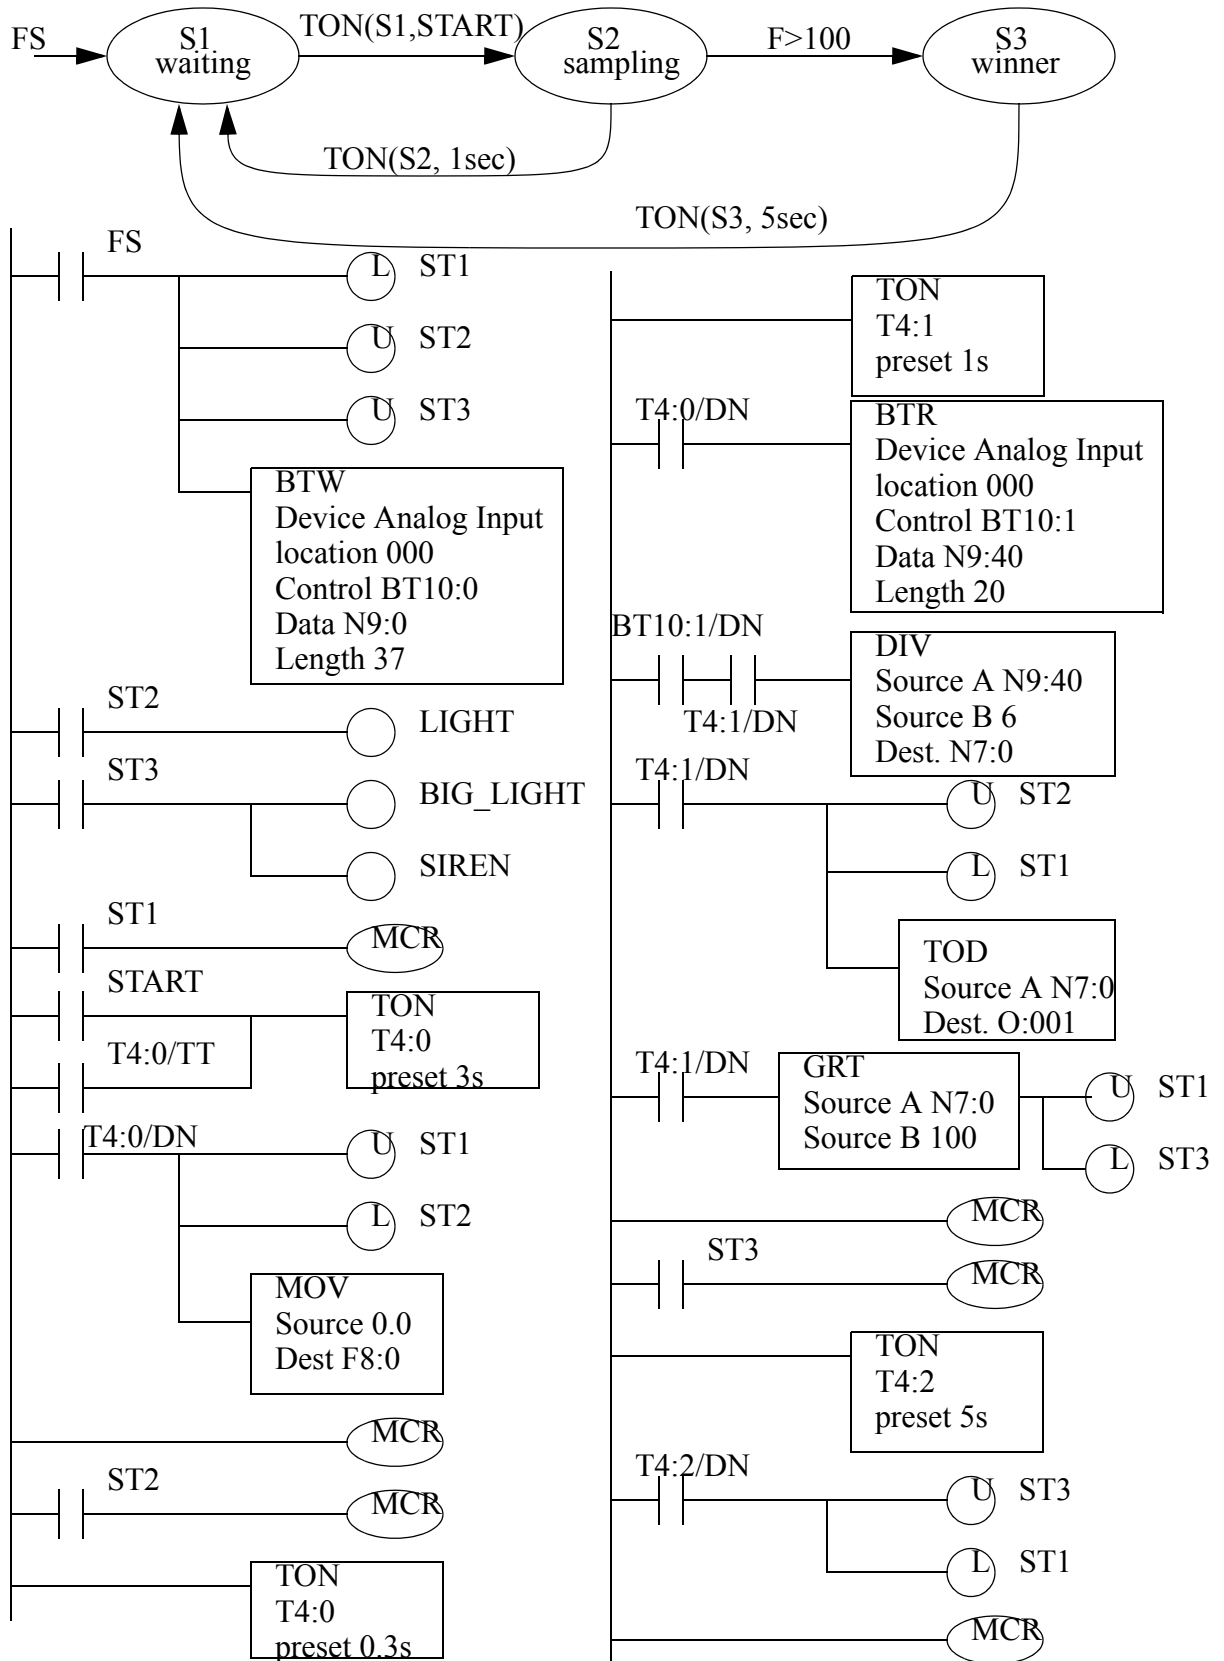 FS
S1
waiting
TON(S1,START)
S2
sampling
F>100
S3
winner
TON(S2, 1sec)
TON(S3, 5sec)
FS
L ST1
U ST2
U ST3
BTW
Device Analog Input
location 000
Control BT10:0
Data N9:0
Length 37
ST2
LIGHT
ST3
BIG_LIGHT
SIREN
ST1
MCR
START
T4:0/TT
TON
T4:0
preset 3s
T4:0/DN
U ST1
L ST2
MOV
Source 0.0
Dest F8:0
MCR
ST2
MCR
TON
T4:0
preset 0.3s
TON
T4:1
preset 1s
T4:0/DN
BTR
Device Analog Input
location 000
Control BT10:1
Data N9:40
Length 20
BT10:1/DN
T4:1/DN
DIV
Source A N9:40
Source B 6
Dest. N7:0
T4:1/DN
U ST2
L ST1
TOD
Source A N7:0
Dest. O:001
T4:1/DN
GRT
Source A N7:0
Source B 100
U ST1
L ST3
MCR
ST3
MCR
TON
T4:2
preset 5s
T4:2/DN
U ST3
L ST1
MCR